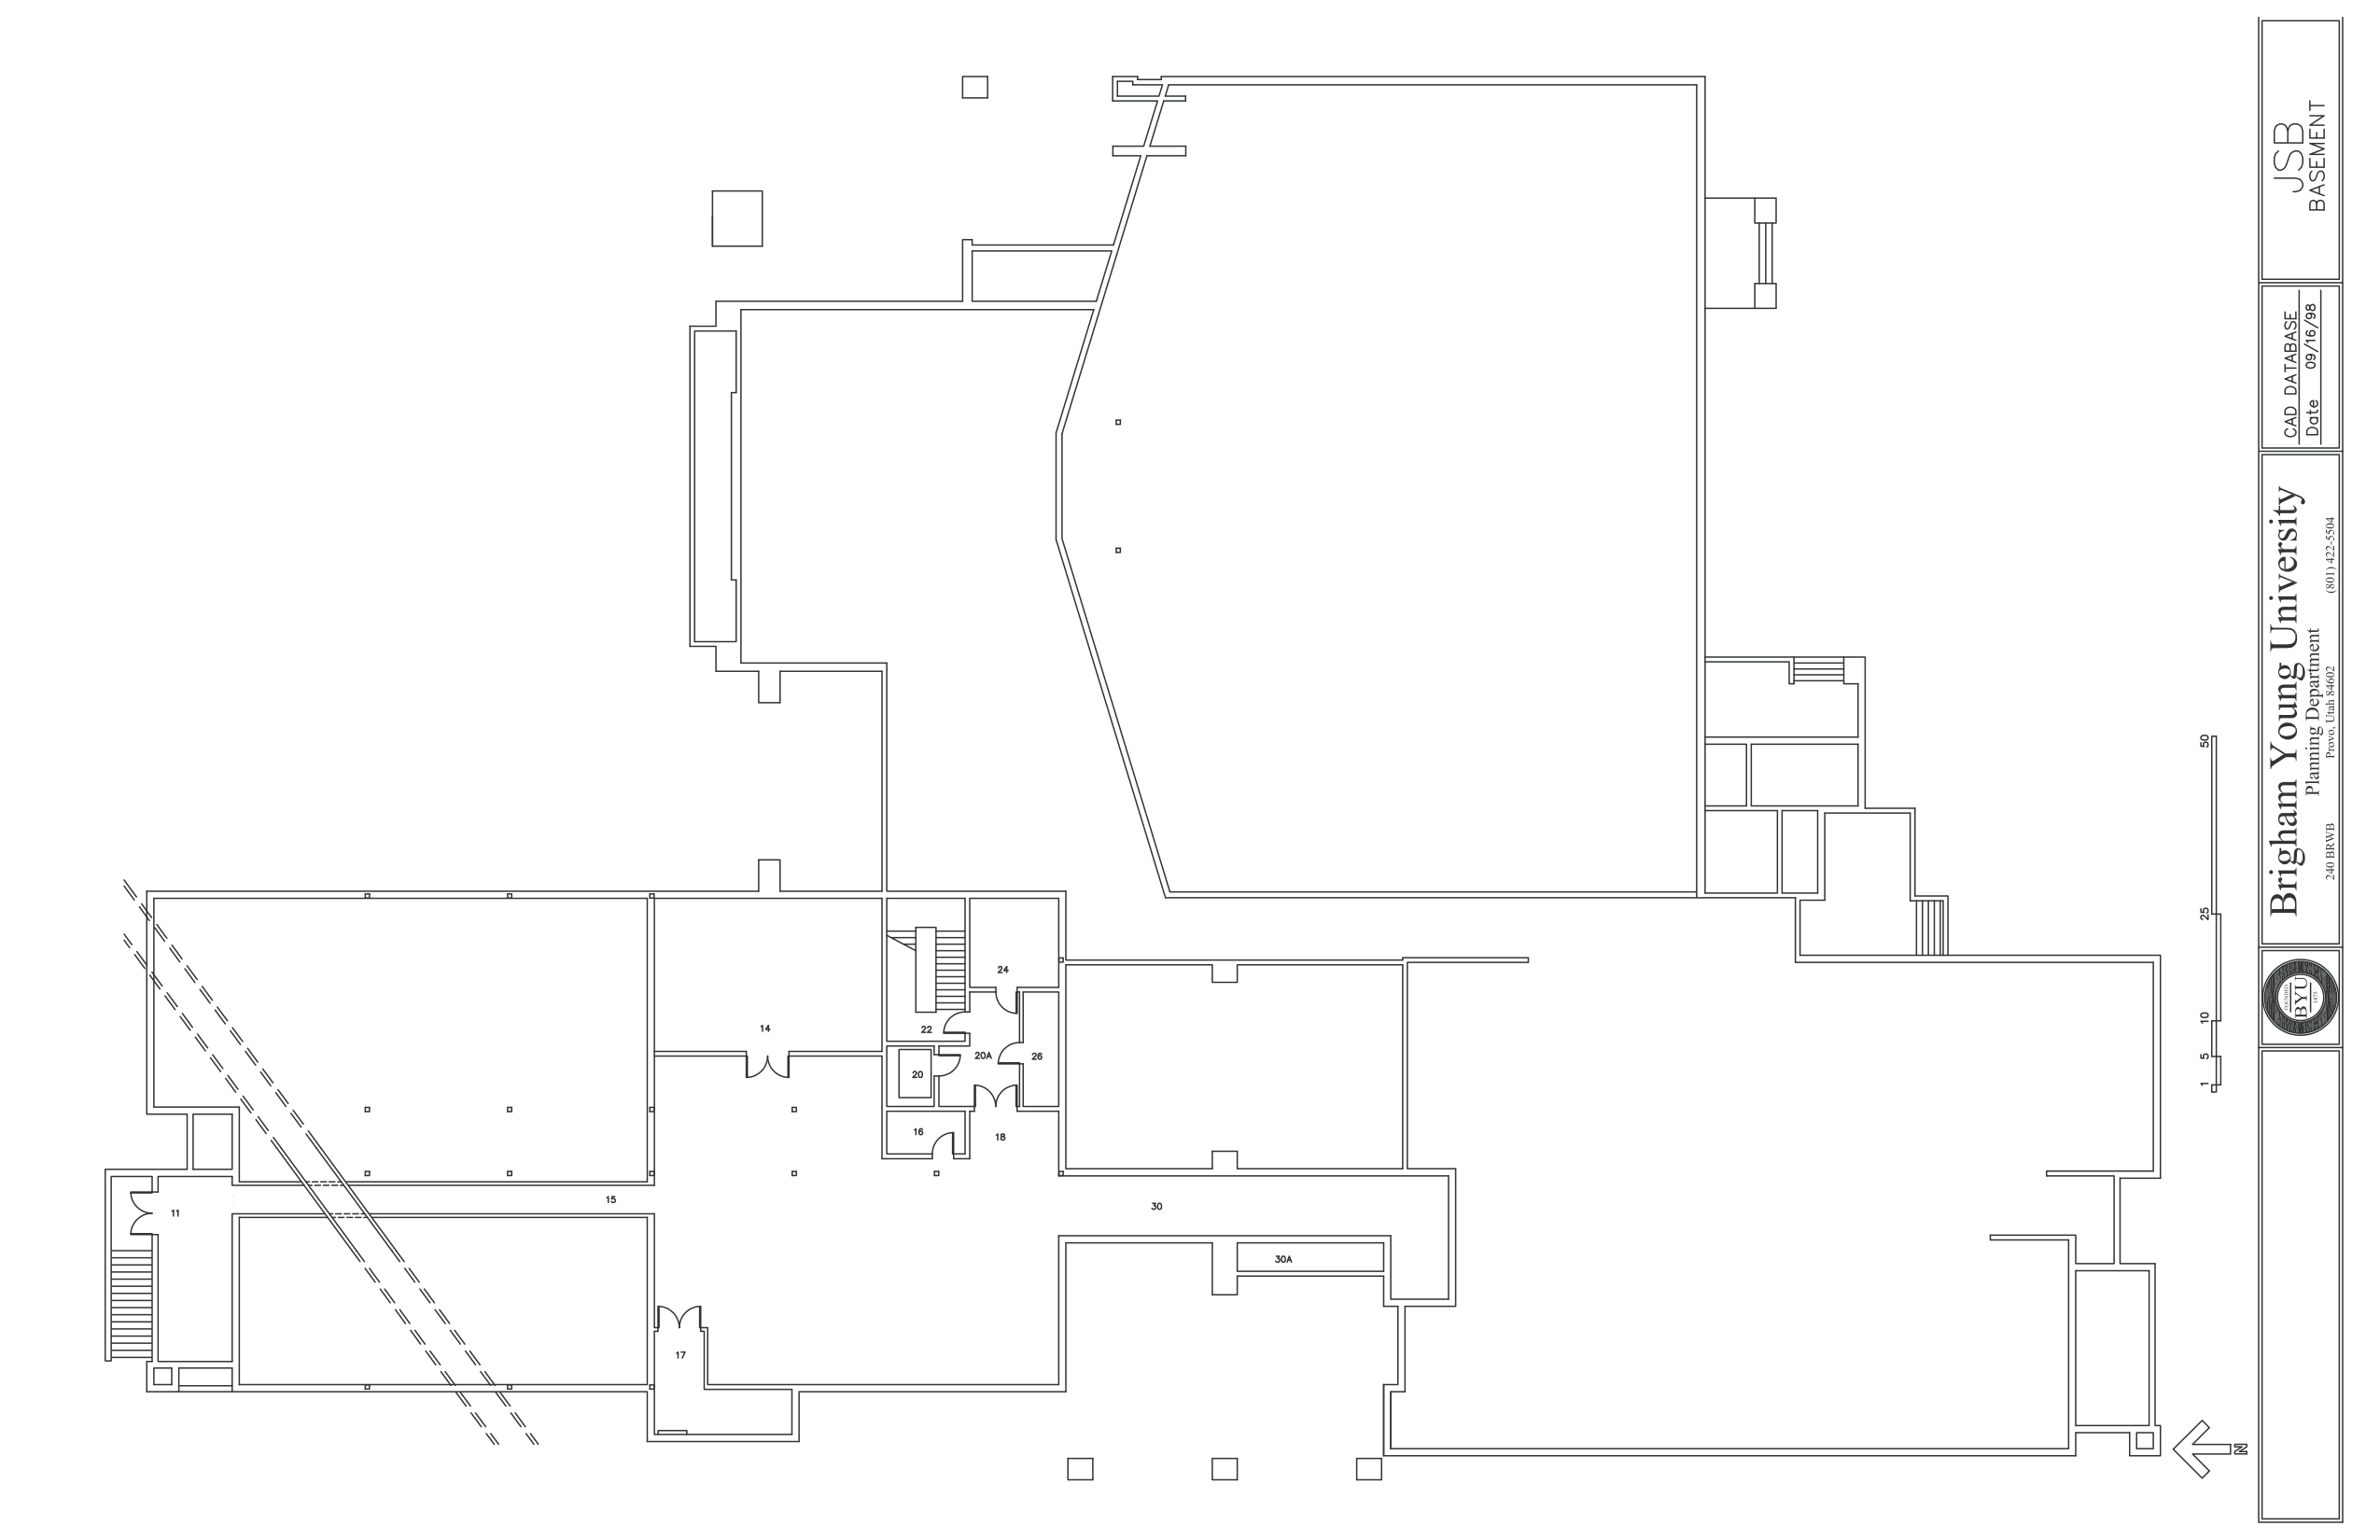 14
24
22
20A
26
20
16
18
15
11
30
30A
17
1
5
10
25
50
N
FOUNDED
BYU
1875
Brigham Young University
Planning Department
240 BRWB Provo, Utah 84602 (801) 422-5504
CAD DATABASE
Date 09/16/98
JSB
BASEMENT